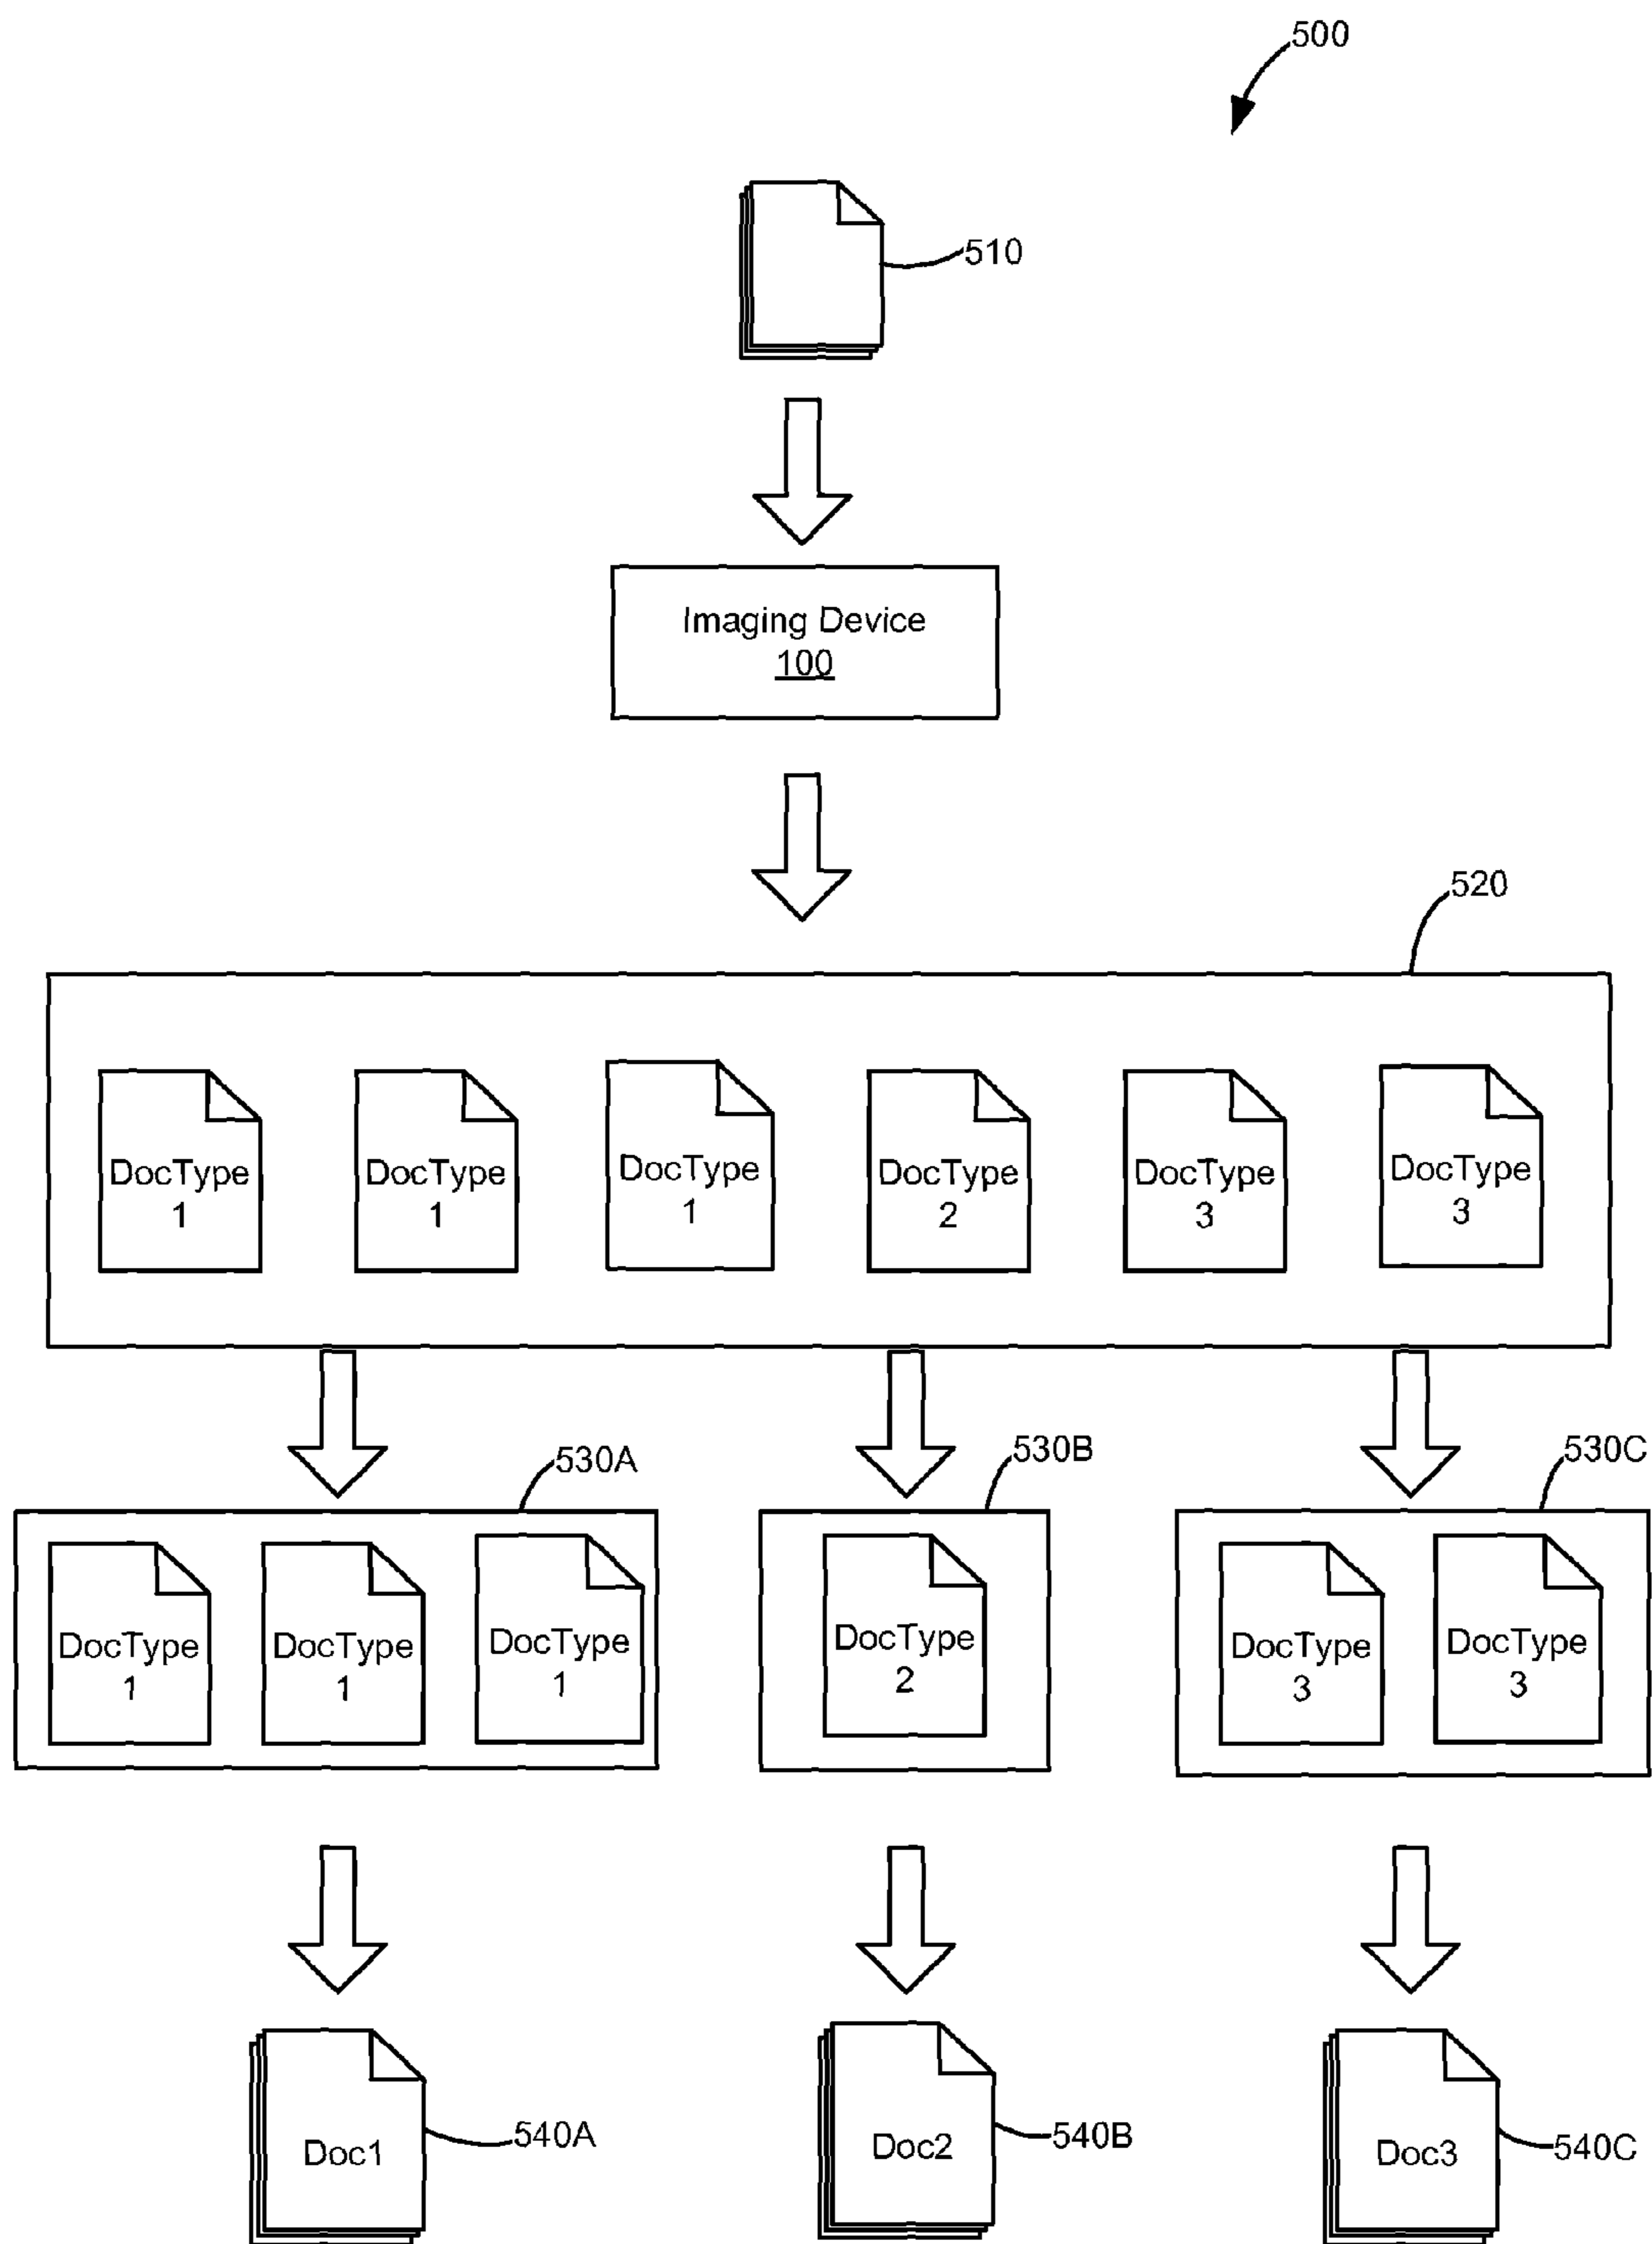 500
510
Imaging Device
100
520
DocType
1
DocType
1
DocType
1
DocType
2
DocType
3
DocType
3
530A
530B
530C
DocType
1
DocType
1
DocType
1
DocType
2
DocType
3
DocType
3
Doc1
540A
Doc2
540B
Doc3
540C